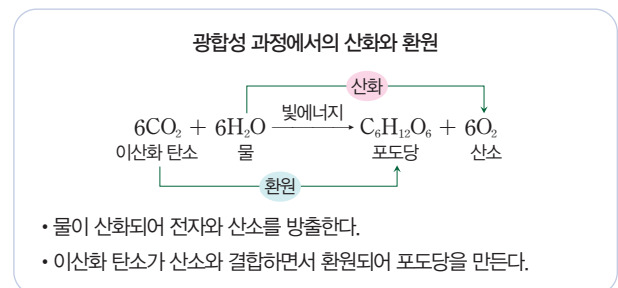 광합성 과정에서의 산화와 환원
산화
빛에너지
6CO₂ + 6H₂O → C₆H₁₂O₆ + 6O₂
이산화 탄소 물 포도당 산소
환원
• 물이 산화되어 전자와 산소를 방출한다.
• 이산화 탄소가 산소와 결합하면서 환원되어 포도당을 만든다.